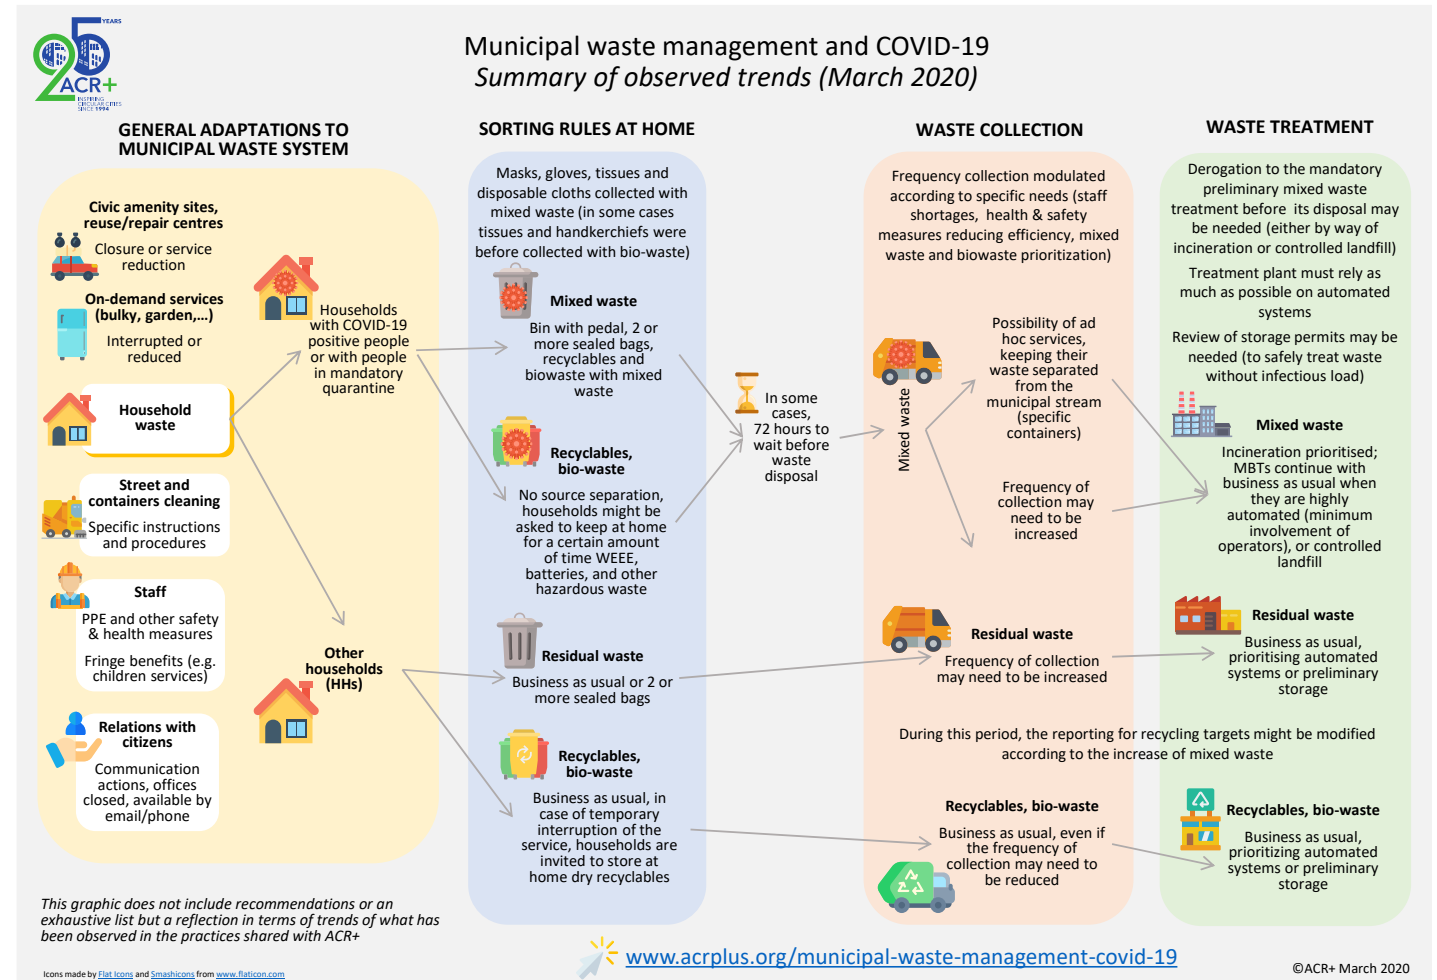 25 YEARS
ACR+
INSPIRING
CIRCULAR CITIES
SINCE 1994
Municipal waste management and COVID-19
Summary of observed trends (March 2020)
GENERAL ADAPTATIONS TO
MUNICIPAL WASTE SYSTEM
Civic amenity sites,
reuse/repair centres
Closure or service
reduction
On-demand services
(bulky, garden,...)
Interrupted or
reduced
Household
waste
Street and
containers cleaning
Specific instructions
and procedures
Staff
PPE and other safety
& health measures
Fringe benefits (e.g.
children services)
Relations with
citizens
Communication
actions, offices
closed, available by
email/phone
Households
with COVID-19
positive people
or with people
in mandatory
quarantine
Other
households
(HHs)
SORTING RULES AT HOME
Masks, gloves, tissues and
disposable cloths collected with
mixed waste (in some cases
tissues and handkerchiefs were
before collected with bio-waste)
Mixed waste
Bin with pedal, 2 or
more sealed bags,
recyclables and
biowaste with mixed
waste
Recyclables,
bio-waste
No source separation,
households might be
asked to keep at home
for a certain amount
of time WEEE,
batteries, and other
hazardous waste
Residual waste
Business as usual or 2 or
more sealed bags
Recyclables,
bio-waste
Business as usual, in
case of temporary
interruption of the
service, households are
invited to store at
home dry recyclables
In some
cases,
72 hours to
wait before
waste
disposal
WASTE COLLECTION
Frequency collection modulated
according to specific needs (staff
shortages, health & safety
measures reducing efficiency, mixed
waste and biowaste prioritization)
Mixed waste
Possibility of ad
hoc services,
keeping their
waste separated
from the
municipal stream
(specific
containers)
Frequency of
collection may
need to be
increased
Residual waste
Frequency of collection
may need to be increased
During this period, the reporting for recycling targets might be modified
according to the increase of mixed waste
Recyclables, bio-waste
Business as usual, even if
the frequency of
collection may need to
be reduced
WASTE TREATMENT
Derogation to the mandatory
preliminary mixed waste
treatment before its disposal may
be needed (either by way of
incineration or controlled landfill)
Treatment plant must rely as
much as possible on automated
systems
Review of storage permits may be
needed (to safely treat waste
without infectious load)
Mixed waste
Incineration prioritised;
MBTs continue with
business as usual when
they are highly
automated (minimum
involvement of
operators), or controlled
landfill
Residual waste
Business as usual,
prioritising automated
systems or preliminary
storage
Recyclables, bio-waste
Business as usual,
prioritizing automated
systems or preliminary
storage
This graphic does not include recommendations or an
exhaustive list but a reflection in terms of trends of what has
been observed in the practices shared with ACR+
www.acrplus.org/municipal-waste-management-covid-19
Icons made by Flat Icons and Smashicons from www.flaticon.com
©ACR+ March 2020